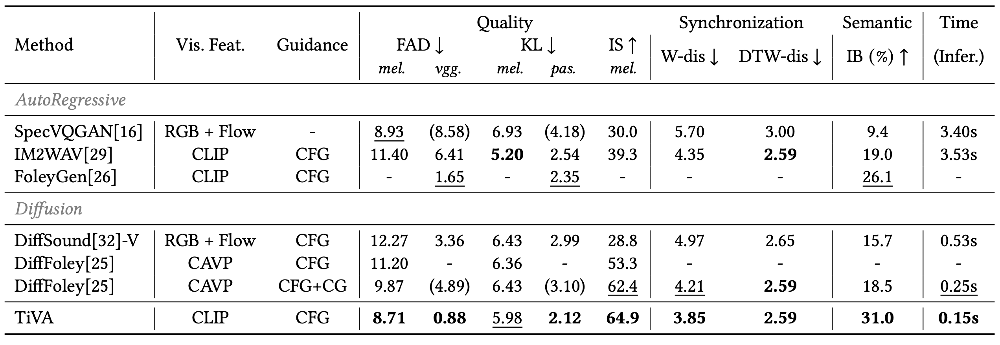 Quality Synchronization Semantic Time
Method Vis. Feat. Guidance FAD ↓ KL ↓ IS ↑
W-dis ↓ DTW-dis ↓ IB (%) ↑ (Infer.)
mel. vgg. mel. pas. mel.
AutoRegressive
SpecVQGAN[16] RGB + Flow - 8.93 (8.58) 6.93 (4.18) 30.0 5.70 3.00 9.4 3.40s
IM2WAV[29] CLIP CFG 11.40 6.41 5.20 2.54 39.3 4.35 2.59 19.0 3.53s
FoleyGen[26] CLIP CFG - 1.65 - 2.35 - - - 26.1 -
Diffusion
DiffSound[32]-V RGB + Flow CFG 12.27 3.36 6.43 2.99 28.8 4.97 2.65 15.7 0.53s
DiffFoley[25] CAVP CFG 11.20 - 6.36 - 53.3 - - - -
DiffFoley[25] CAVP CFG+CG 9.87 (4.89) 6.43 (3.10) 62.4 4.21 2.59 18.5 0.25s
TiVA CLIP CFG 8.71 0.88 5.98 2.12 64.9 3.85 2.59 31.0 0.15s